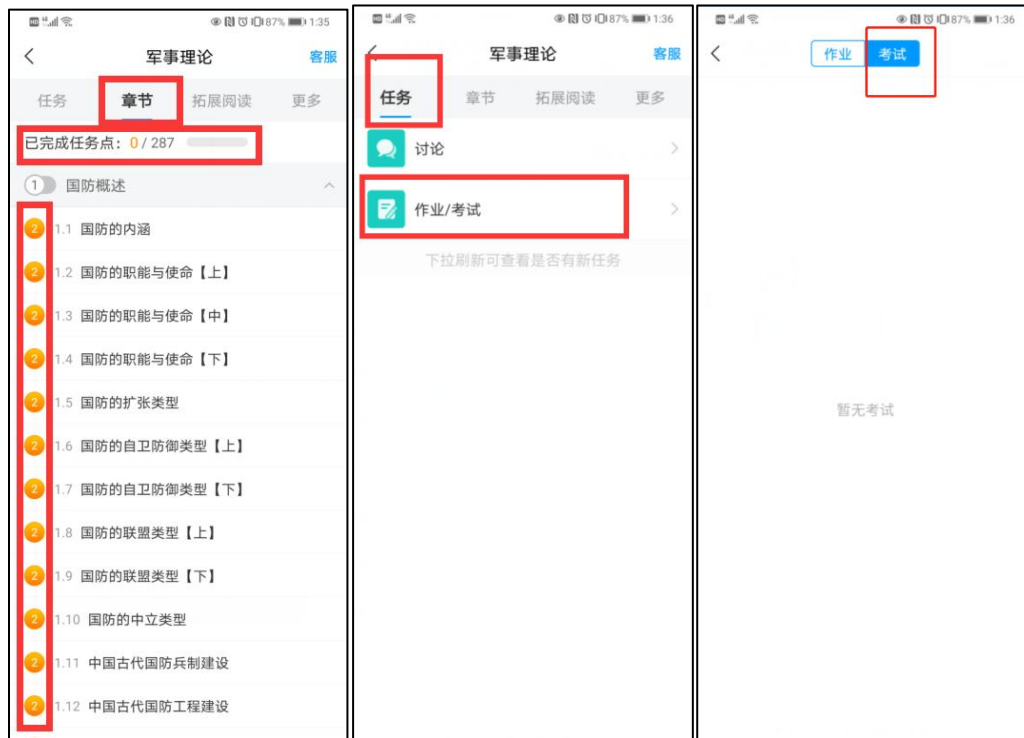 87% 1:35
军事理论
客服
任务 章节 拓展阅读 更多
已完成任务点: 0 / 287
1 国防概述
2 1.1 国防的内涵
2 1.2 国防的职能与使命【上】
2 1.3 国防的职能与使命【中】
2 1.4 国防的职能与使命【下】
2 1.5 国防的扩张类型
2 1.6 国防的自卫防御类型【上】
2 1.7 国防的自卫防御类型【下】
2 1.8 国防的联盟类型【上】
2 1.9 国防的联盟类型【下】
2 1.10 国防的中立类型
2 1.11 中国古代国防兵制建设
2 1.12 中国古代国防工程建设
87% 1:36
军事理论
客服
任务 章节 拓展阅读 更多
讨论
作业/考试
下拉刷新可查看是否有新任务
87% 1:36
作业 考试
暂无考试